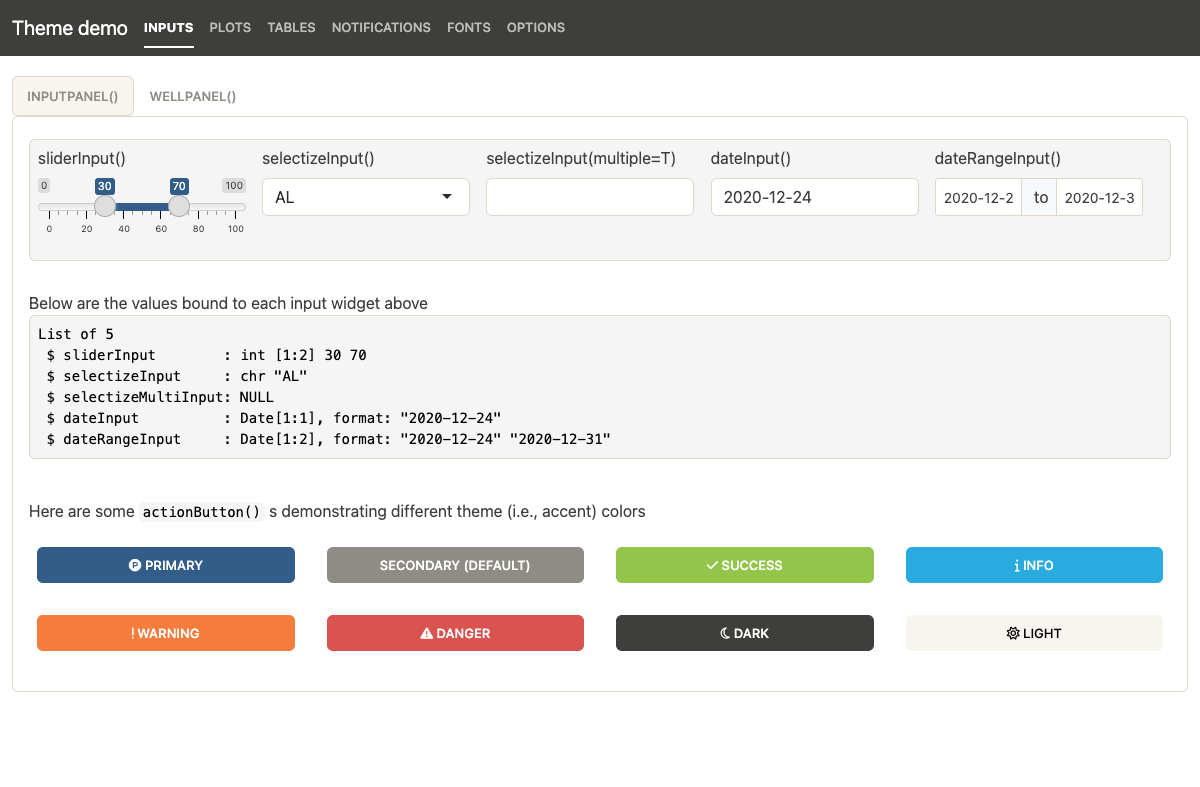 Theme demo INPUTS PLOTS TABLES NOTIFICATIONS FONTS OPTIONS
INPUTPANEL() WELLPANEL()
sliderInput() selectizeInput() selectizeInput(multiple=T) dateInput() dateRangeInput()
0 30 70 100
AL 2020-12-24 2020-12-2 to 2020-12-3
0 20 40 60 80 100
Below are the values bound to each input widget above
List of 5
$ sliderInput : int [1:2] 30 70
$ selectizeInput : chr "AL"
$ selectizeMultiInput: NULL
$ dateInput : Date[1:1], format: "2020-12-24"
$ dateRangeInput : Date[1:2], format: "2020-12-24" "2020-12-31"
Here are some actionButton() s demonstrating different theme (i.e., accent) colors
PRIMARY SECONDARY (DEFAULT) SUCCESS INFO
WARNING DANGER DARK LIGHT